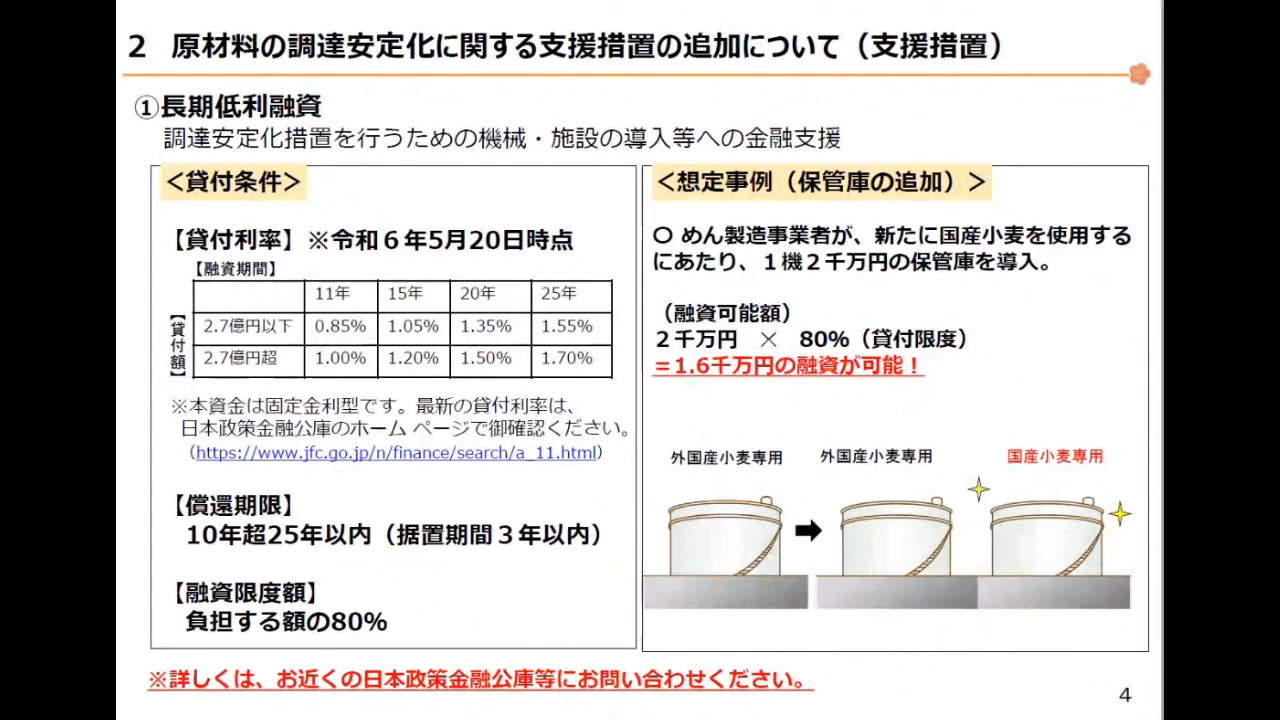 ２　原材料の調達安定化に関する支援措置の追加について（支援措置）
①長期低利融資
調達安定化措置を行うための機械・施設の導入等への金融支援
＜貸付条件＞
【貸付利率】※令和６年5月20日時点
【融資期間】
11年 15年 20年 25年
【貸付額】
2.7億円以下 0.85% 1.05% 1.35% 1.55%
2.7億円超 1.00% 1.20% 1.50% 1.70%
※本資金は固定金利型です。最新の貸付利率は、
日本政策金融公庫のホーム ページで御確認ください。
（https://www.jfc.go.jp/n/finance/search/a_11.html）
【償還期限】
10年超25年以内（据置期間３年以内）
【融資限度額】
負担する額の80%
＜想定事例（保管庫の追加）＞
〇 めん製造事業者が、新たに国産小麦を使用する
にあたり、１機２千万円の保管庫を導入。
（融資可能額）
２千万円　×　80%（貸付限度）
＝1.6千万円の融資が可能！
外国産小麦専用 外国産小麦専用 国産小麦専用
※詳しくは、お近くの日本政策金融公庫等にお問い合わせください。
4